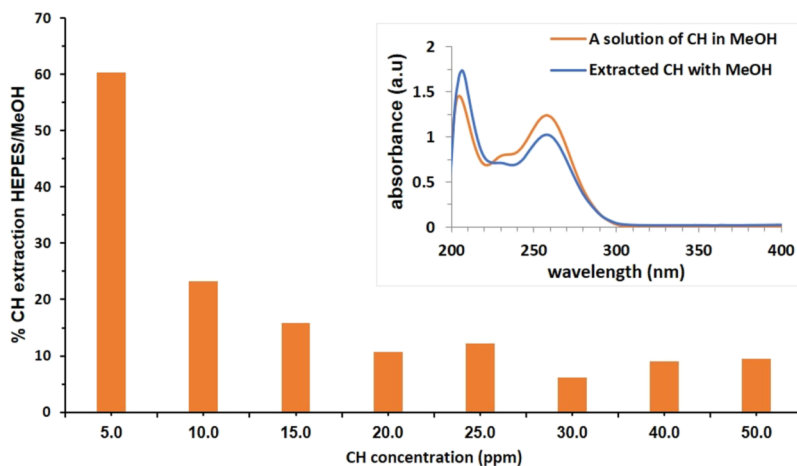 % CH extraction HEPES/MeOH
70
60
50
40
30
20
10
0
5.0 10.0 15.0 20.0 25.0 30.0 40.0 50.0
CH concentration (ppm)
A solution of CH in MeOH
Extracted CH with MeOH
absorbance (a.u)
2
1.5
1
0.5
0
200 250 300 350 400
wavelength (nm)